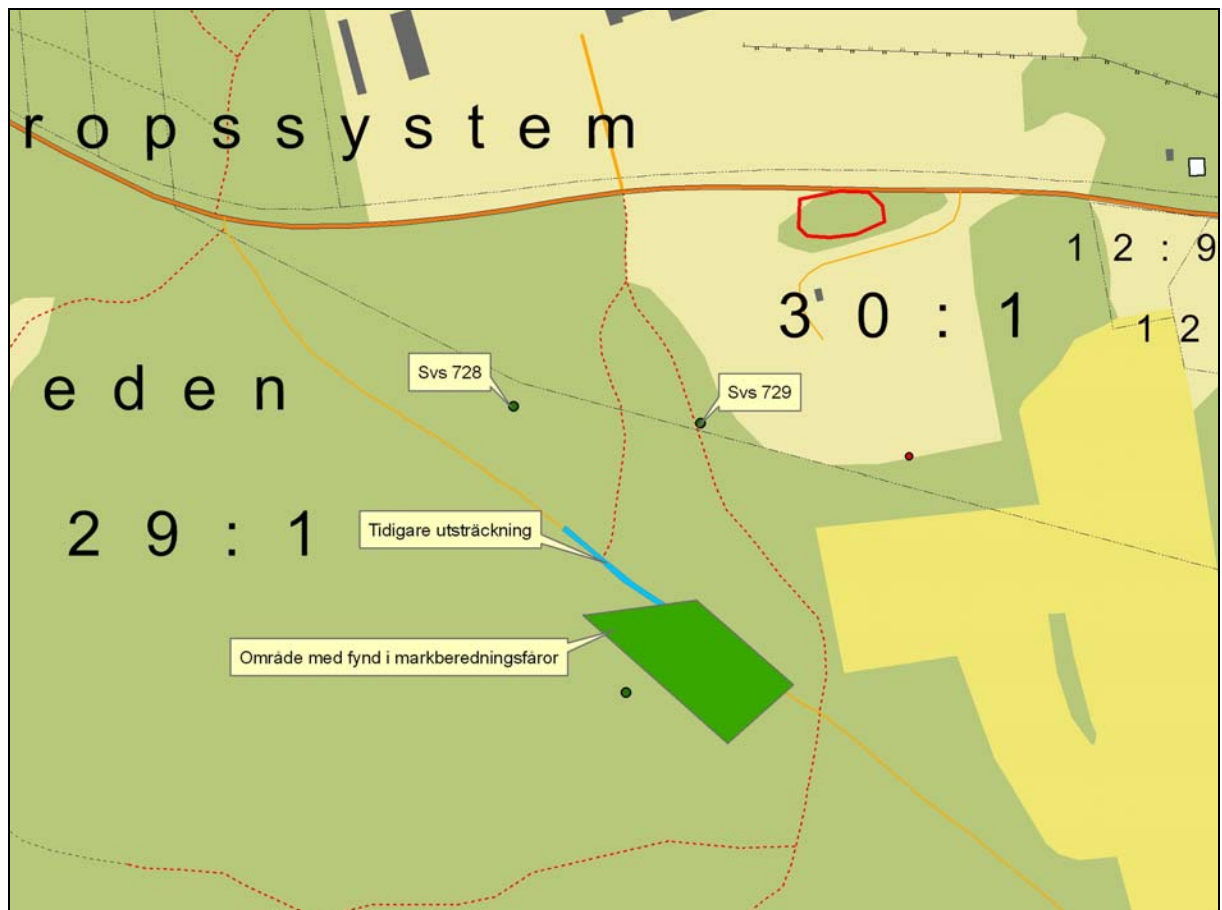 r o p s s y s t e m
1 2 : 9
3 0 : 1
1 2
Svs 728
e d e n
Svs 729
2 9 : 1
Tidigare utsträckning
Område med fynd i markberedningsfåror